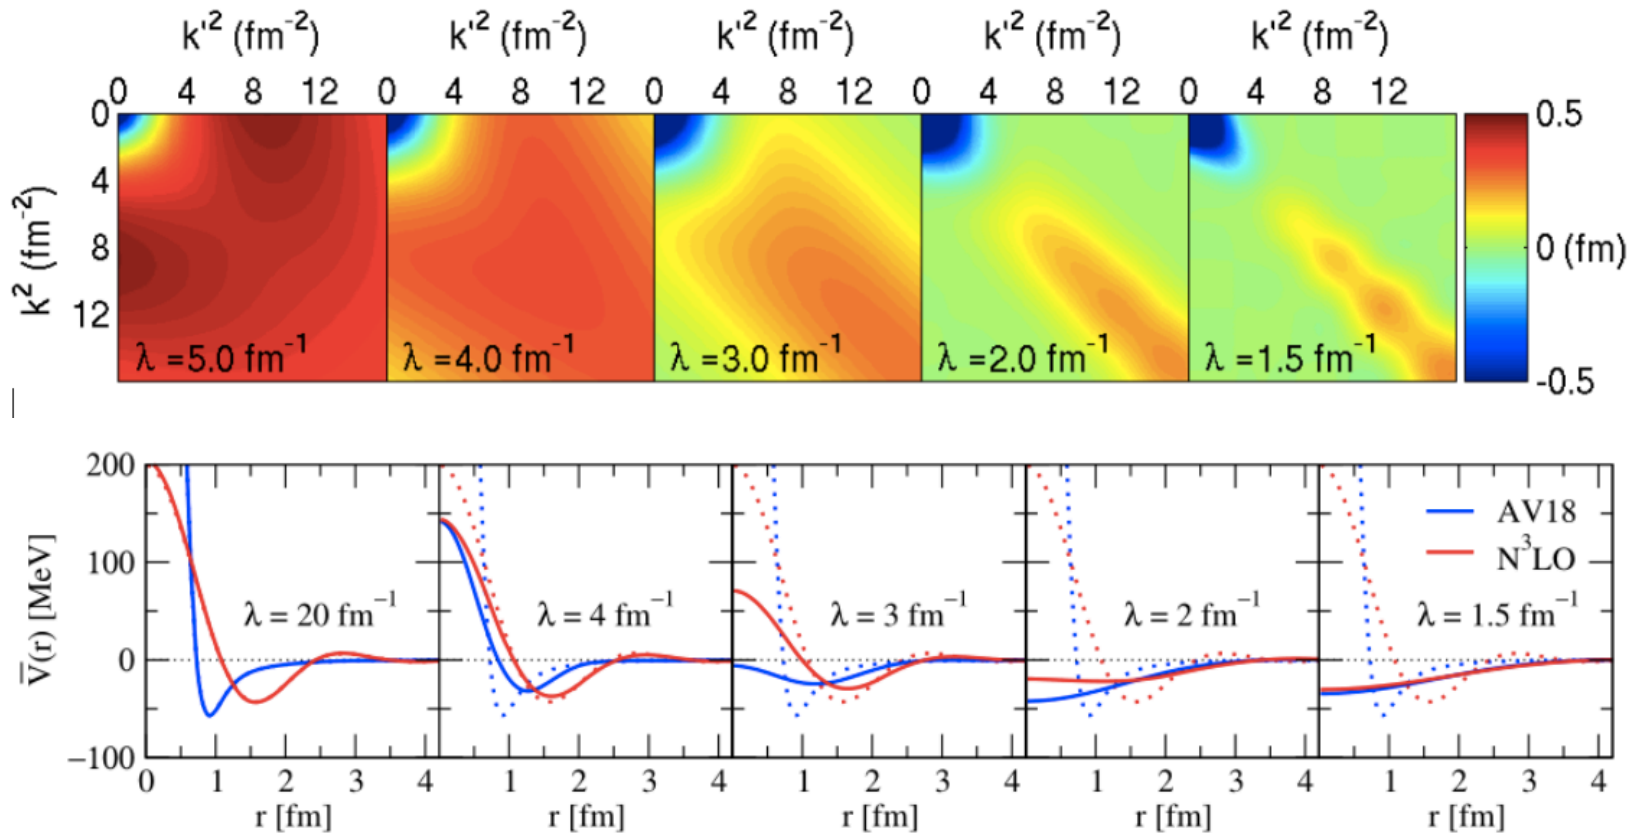 k'² (fm⁻²) k'² (fm⁻²) k'² (fm⁻²) k'² (fm⁻²) k'² (fm⁻²)
0 4 8 12 0 4 8 12 0 4 8 12 0 4 8 12 0 4 8 12
0
4
8
12
k² (fm⁻²)
λ =5.0 fm⁻¹ λ =4.0 fm⁻¹ λ =3.0 fm⁻¹ λ =2.0 fm⁻¹ λ =1.5 fm⁻¹
0.5
0 (fm)
-0.5
200
100
0
−100
V̅(r) [MeV]
AV18
N³LO
λ = 20 fm⁻¹ λ = 4 fm⁻¹ λ = 3 fm⁻¹ λ = 2 fm⁻¹ λ = 1.5 fm⁻¹
0 1 2 3 4 1 2 3 4 1 2 3 4 1 2 3 4 1 2 3 4
r [fm] r [fm] r [fm] r [fm] r [fm]